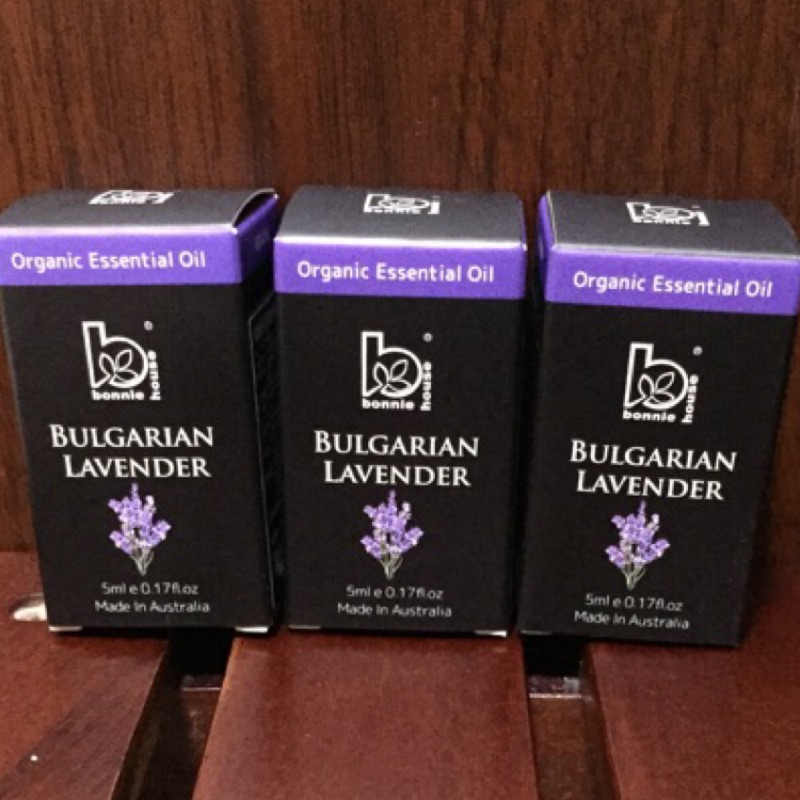 Organic Essential Oil
b
bonnie house
BULGARIAN
LAVENDER
5ml e 0.17fl.oz
Made In Australia
Organic Essential Oil
b
bonnie house
BULGARIAN
LAVENDER
5ml e 0.17fl.oz
Made In Australia
Organic Essential Oil
b
bonnie house
BULGARIAN
LAVENDER
5ml e 0.17fl.oz
Made In Australia